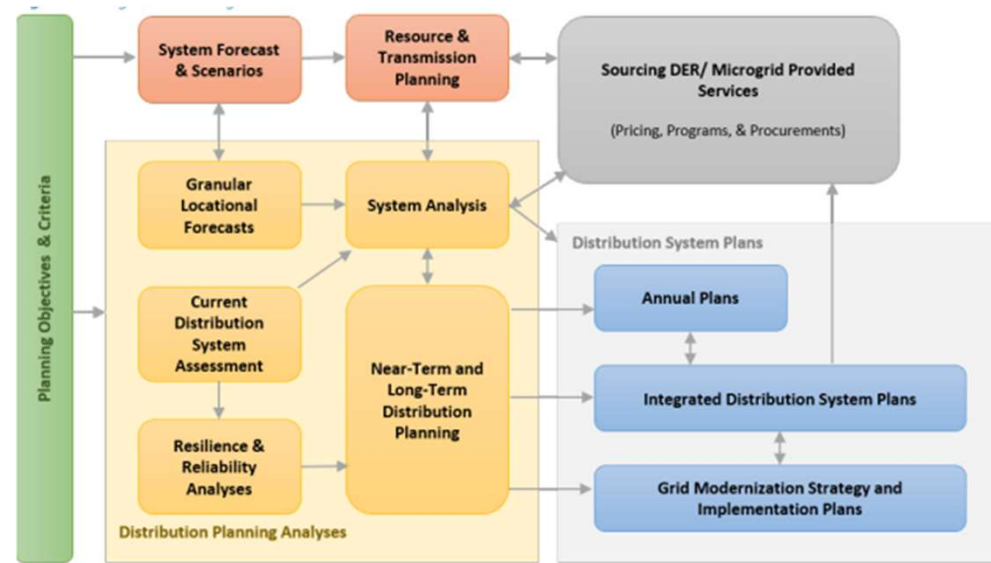 Planning Objectives & Criteria
System Forecast
& Scenarios
Resource &
Transmission
Planning
Sourcing DER/ Microgrid Provided
Services
(Pricing, Programs, & Procurements)
Granular
Locational
Forecasts
System Analysis
Current
Distribution
System
Assessment
Near-Term and
Long-Term
Distribution
Planning
Resilience &
Reliability
Analyses
Distribution Planning Analyses
Distribution System Plans
Annual Plans
Integrated Distribution System Plans
Grid Modernization Strategy and
Implementation Plans